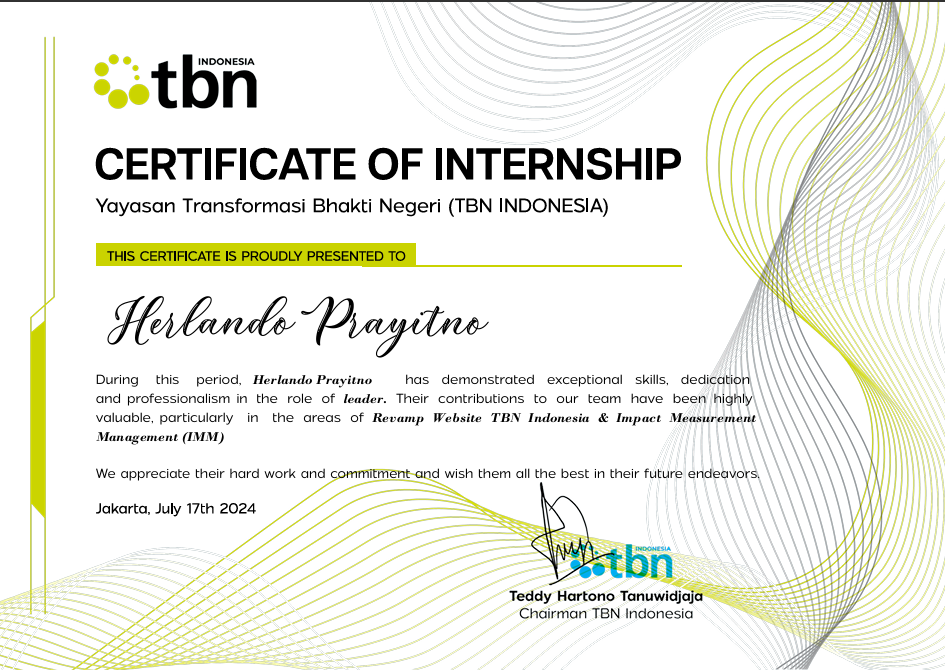 INDONESIA
tbn
CERTIFICATE OF INTERNSHIP
Yayasan Transformasi Bhakti Negeri (TBN INDONESIA)
THIS CERTIFICATE IS PROUDLY PRESENTED TO
Herlando Prayitno
During this period, Herlando Prayitno has demonstrated exceptional skills, dedication
and professionalism in the role of leader. Their contributions to our team have been highly
valuable, particularly in the areas of Revamp Website TBN Indonesia & Impact Measurement
Management (IMM)
We appreciate their hard work and commitment and wish them all the best in their future endeavors.
Jakarta, July 17th 2024
INDONESIA
tbn
Teddy Hartono Tanuwidjaja
Chairman TBN Indonesia